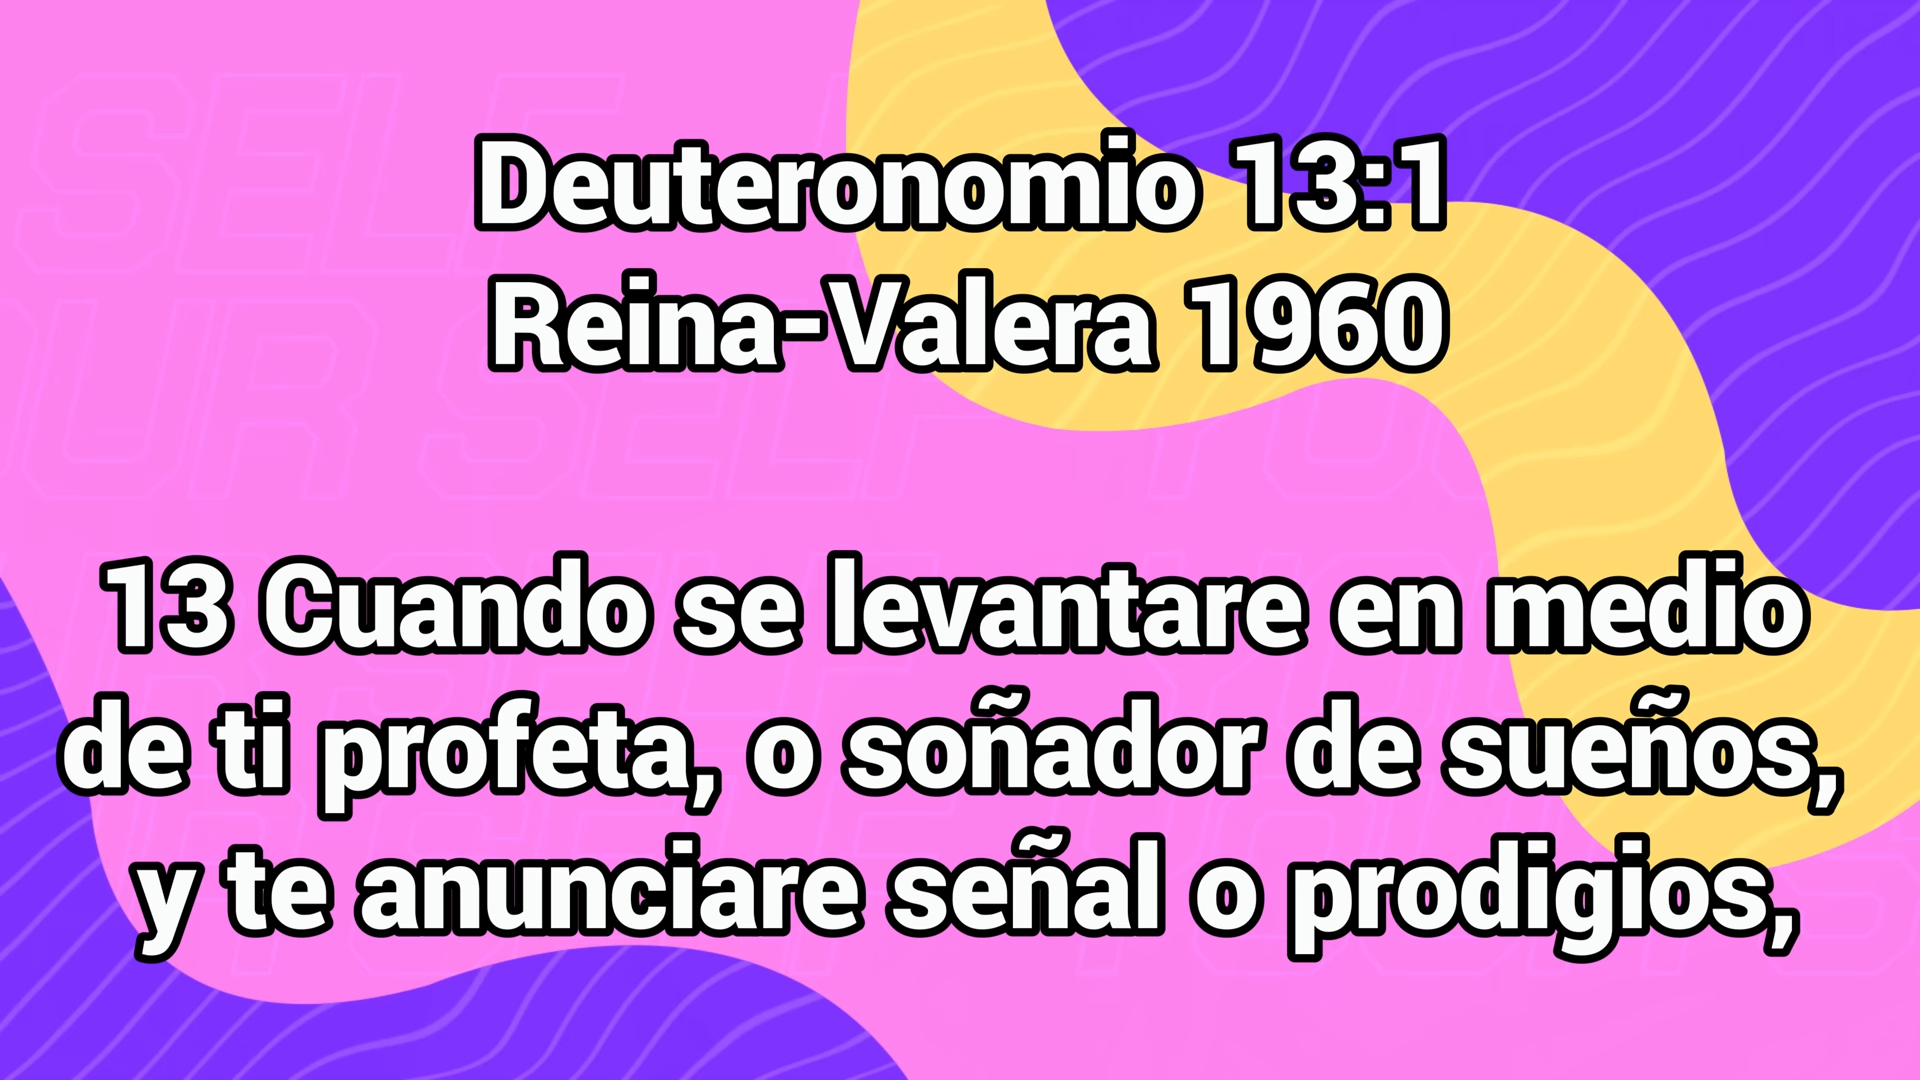 Deuteronomio 13:1
Reina-Valera 1960
13 Cuando se levantare en medio
de ti profeta, o soñador de sueños,
y te anunciare señal o prodigios,